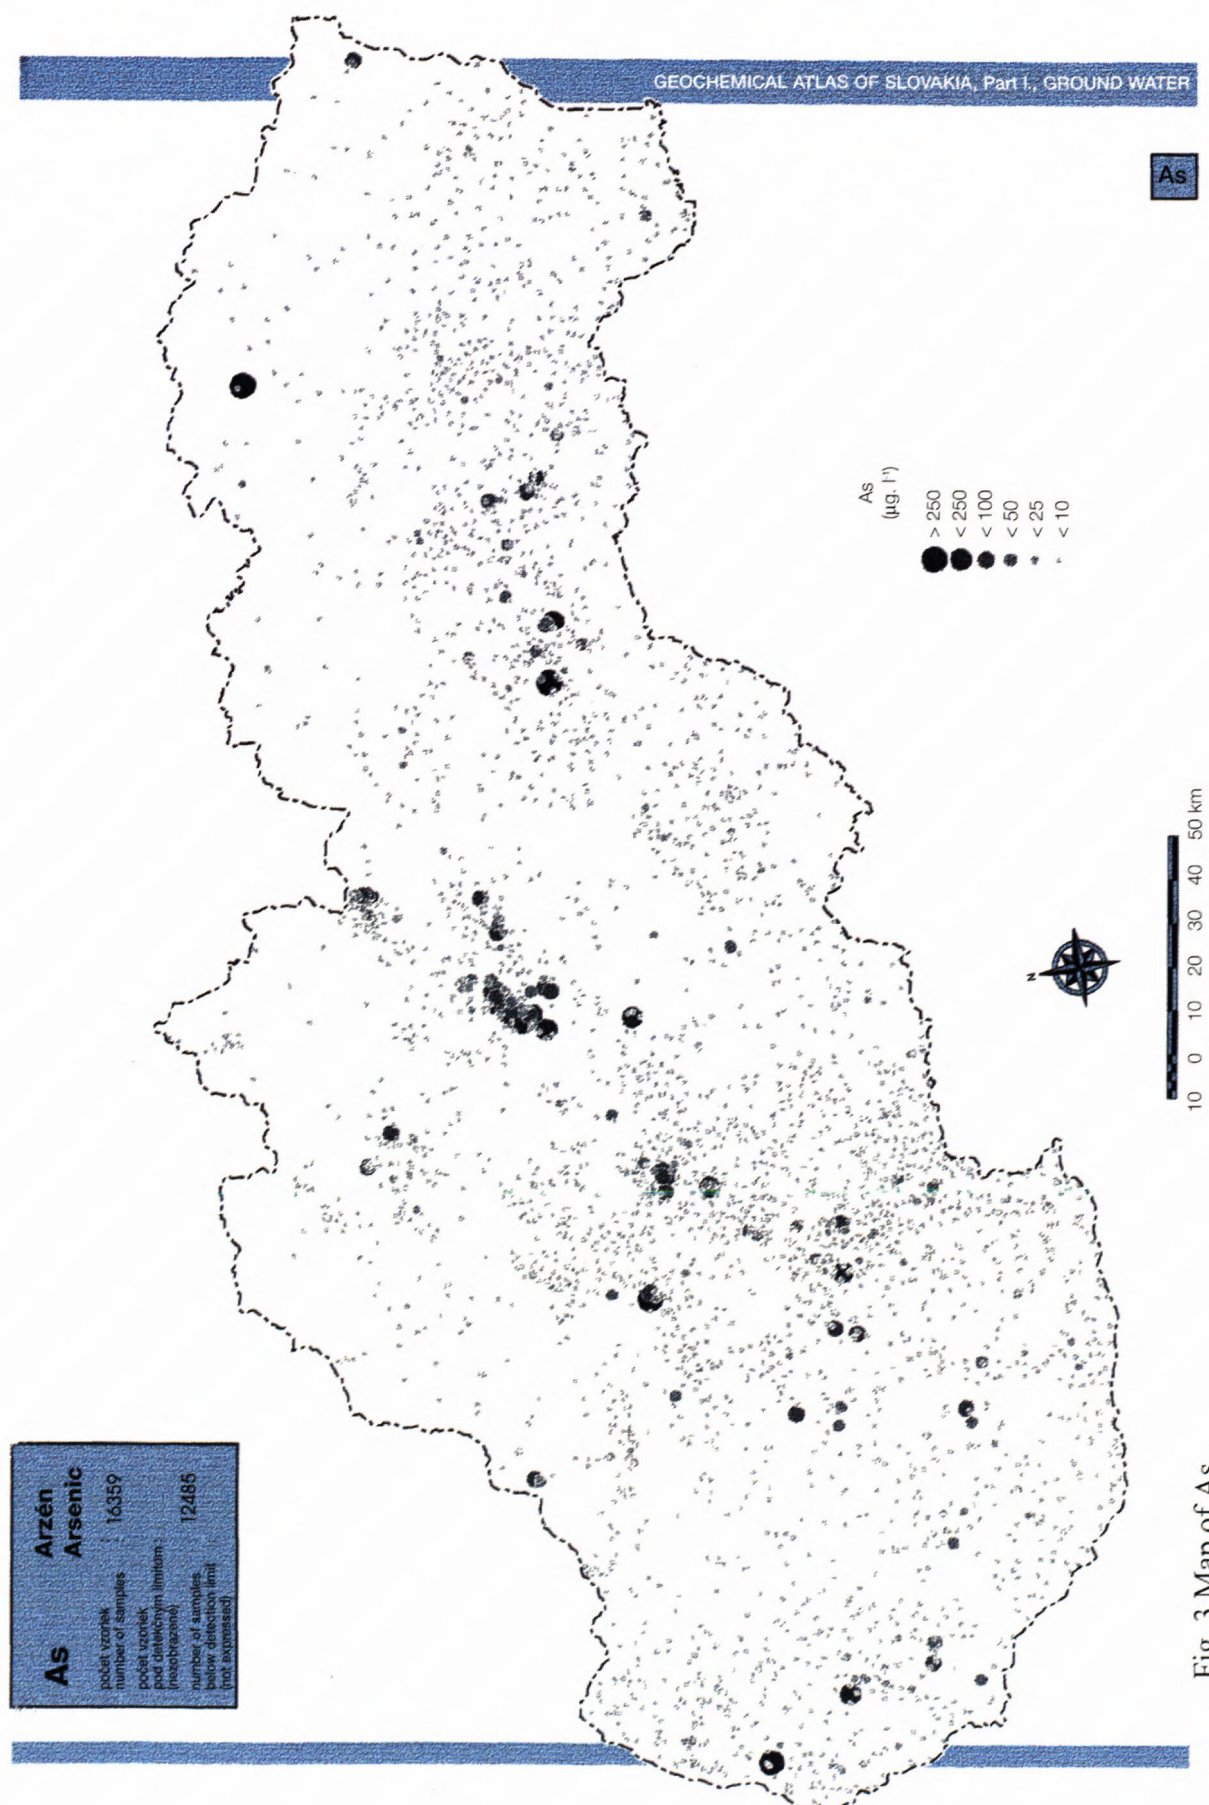 GEOCHEMICAL ATLAS OF SLOVAKIA, Part I., GROUND WATER
As
As Arzén
Arsenic
počet vzoriek
number of samples : 16359
počet vzoriek
pod detekčným limitom :
(nezobrazené)
number of samples 12485
below detection limit :
(not expressed)
As
(µg. l⁻¹)
> 250
< 250
< 100
< 50
< 25
< 10
N
10 0 10 20 30 40 50 km
Fig. 3 Map of As